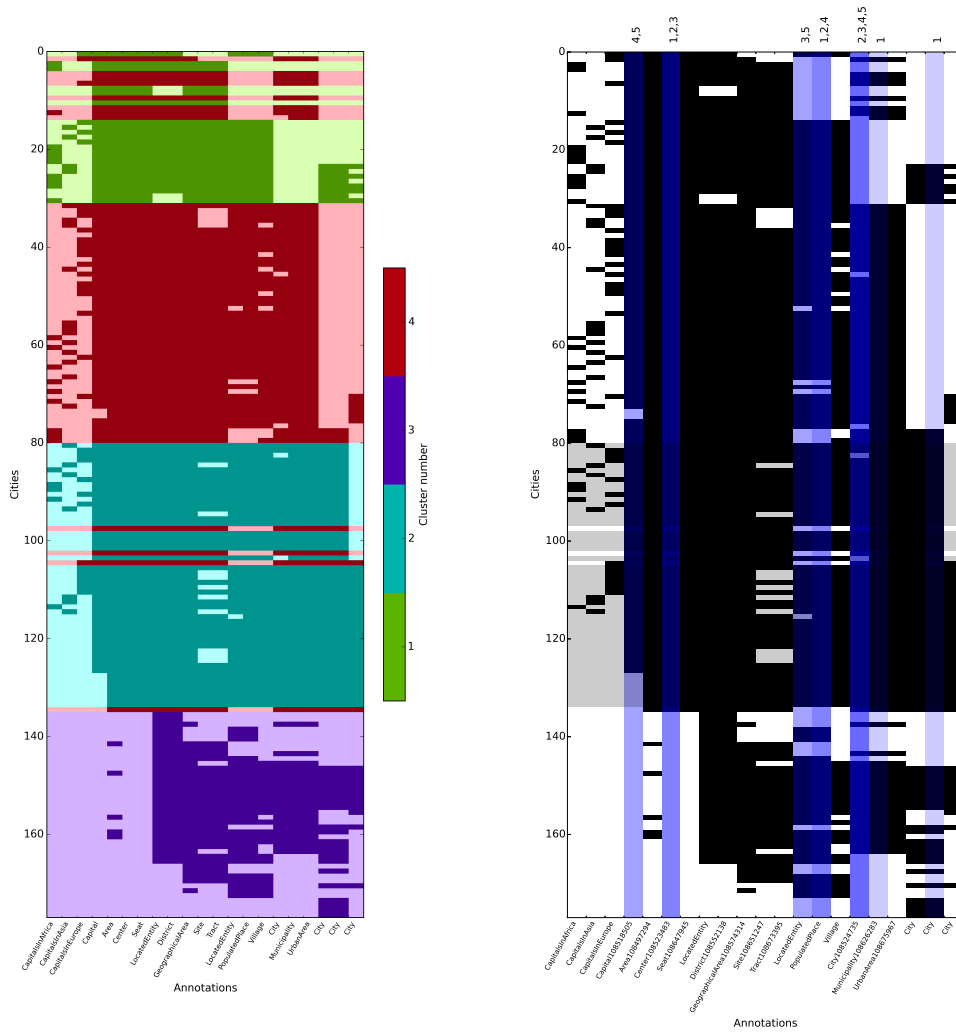 4,5
1,2,3
3,5
1,2,4
2,3,4,5
1
1
0
20
40
60
80
100
120
140
160
Cities
CapitalsInAfrica
CapitalsInAsia
CapitalsInEurope
Capital
Area
Center
Seat
LocatedEntity
District
GeographicalArea
Site
Tract
LocatedEntity
PopulatedPlace
Village
City
Municipality
UrbanArea
City
City
City
Annotations
4
3
2
1
Cluster number
0
20
40
60
80
100
120
140
160
Cities
CapitalsInAfrica
CapitalsInAsia
CapitalsInEurope
Capital108518505
Area108497294
Center108523483
Seat108647945
LocatedEntity
District108552138
GeographicalArea108574314
Site108651247
Tract108673395
LocatedEntity
PopulatedPlace
Village
City108524735
Municipality108626283
UrbanArea108675967
City
City
City
Annotations